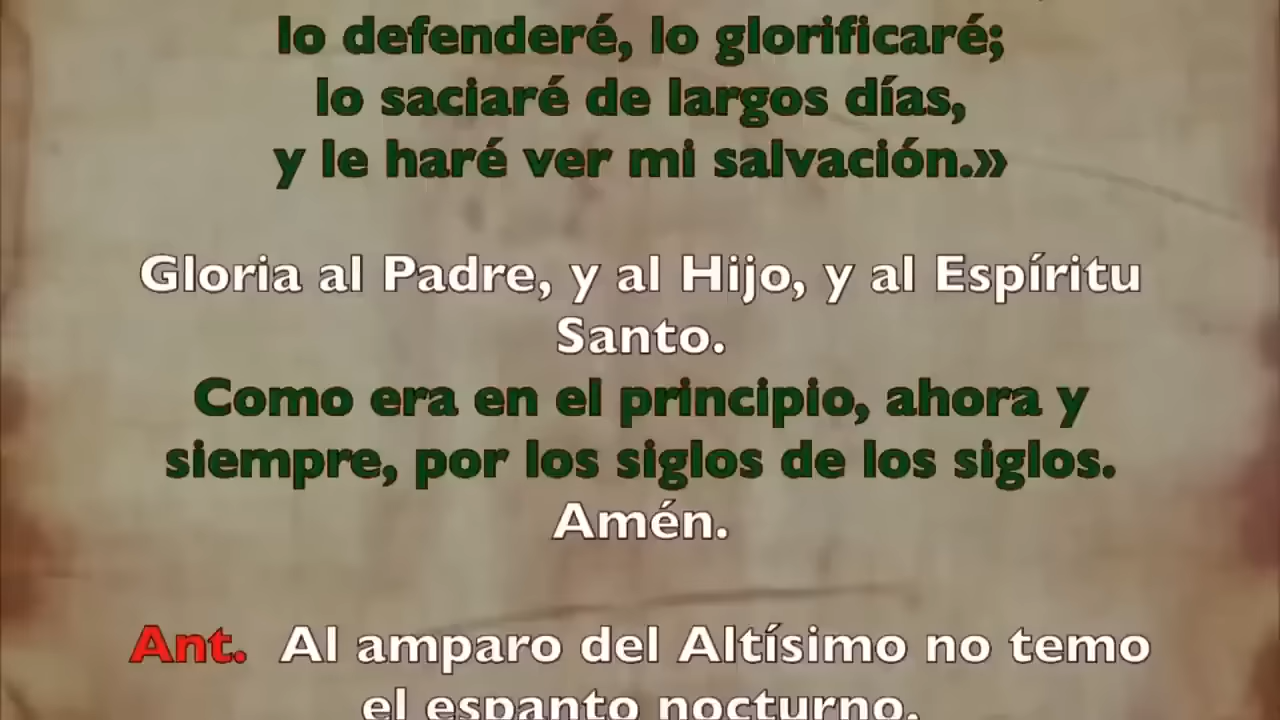 lo defenderé, lo glorificaré;
lo saciaré de largos días,
y le haré ver mi salvación.»
Gloria al Padre, y al Hijo, y al Espíritu
Santo.
Como era en el principio, ahora y
siempre, por los siglos de los siglos.
Amén.
Ant. Al amparo del Altísimo no temo
el espanto nocturno.